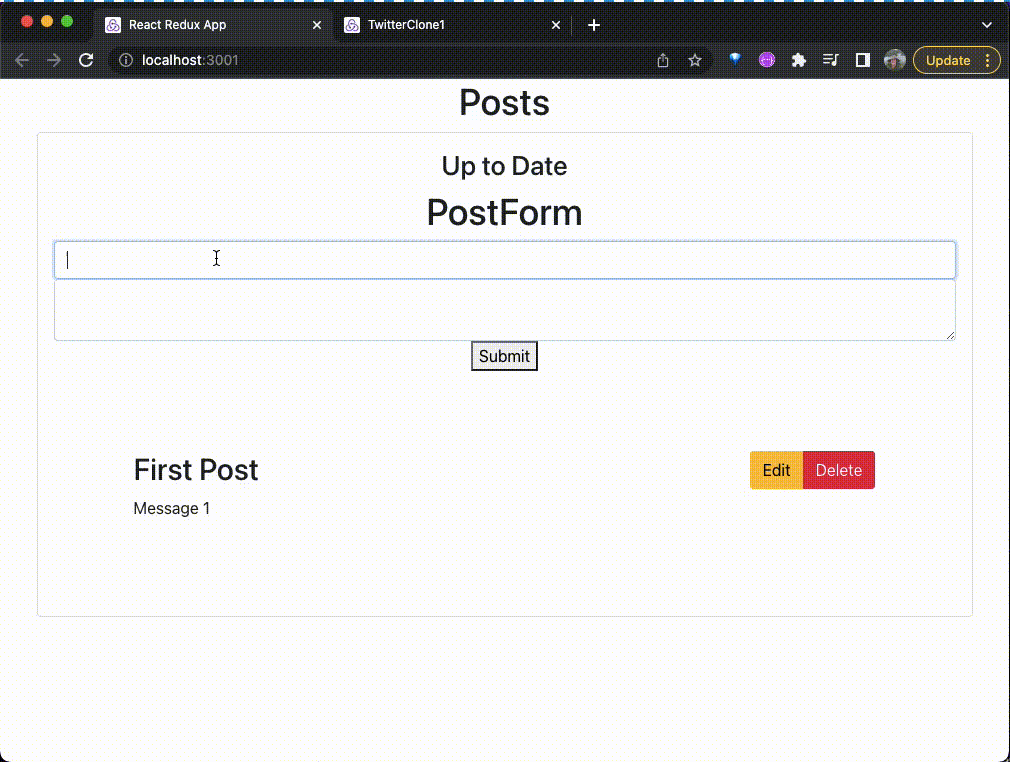 React Redux App
TwitterClone1
localhost:3001
Update
Posts
Up to Date
PostForm
Submit
First Post
Edit
Delete
Message 1